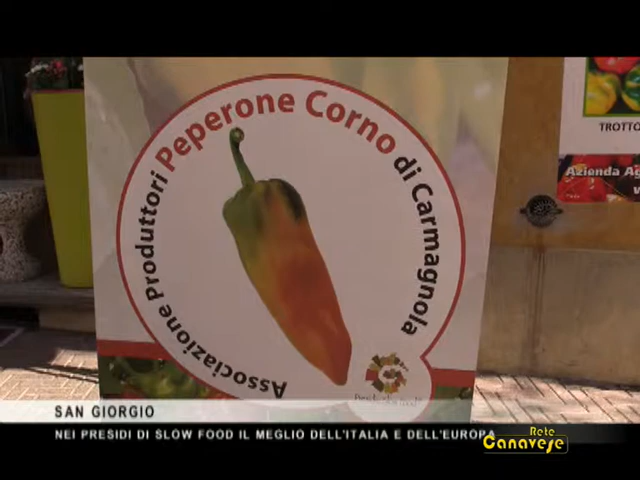 Associazione Produttori Peperone Corno di Carmagnola
TROTTO
Azienda Ag
SAN GIORGIO
NEI PRESIDI DI SLOW FOOD IL MEGLIO DELL'ITALIA E DELL'EUROPA
Rete
Canavese